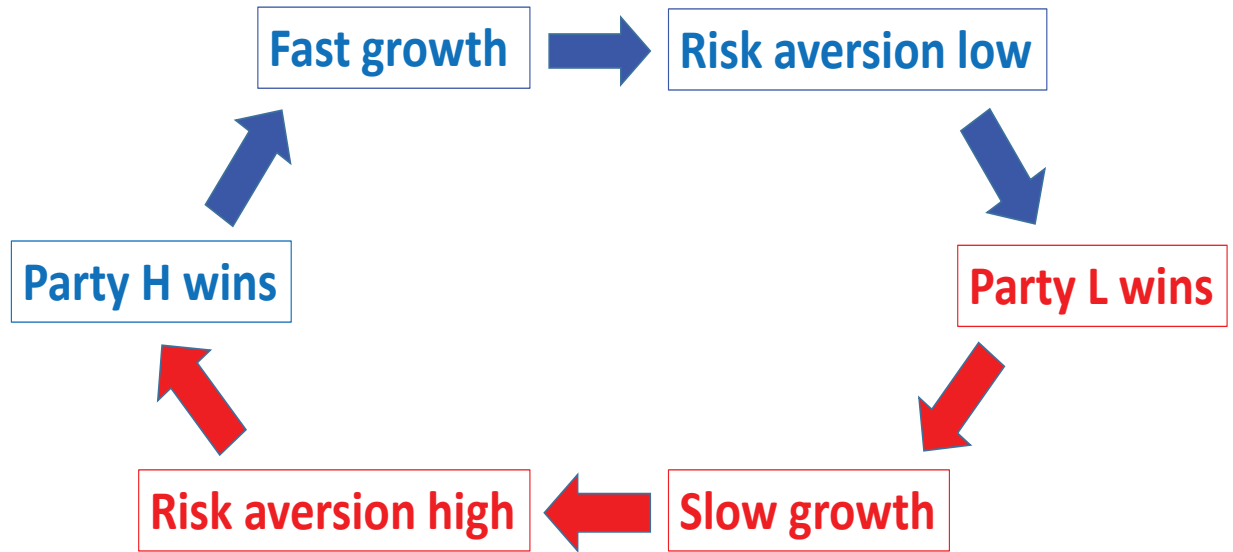 Fast growth
Risk aversion low
Party H wins
Party L wins
Risk aversion high
Slow growth